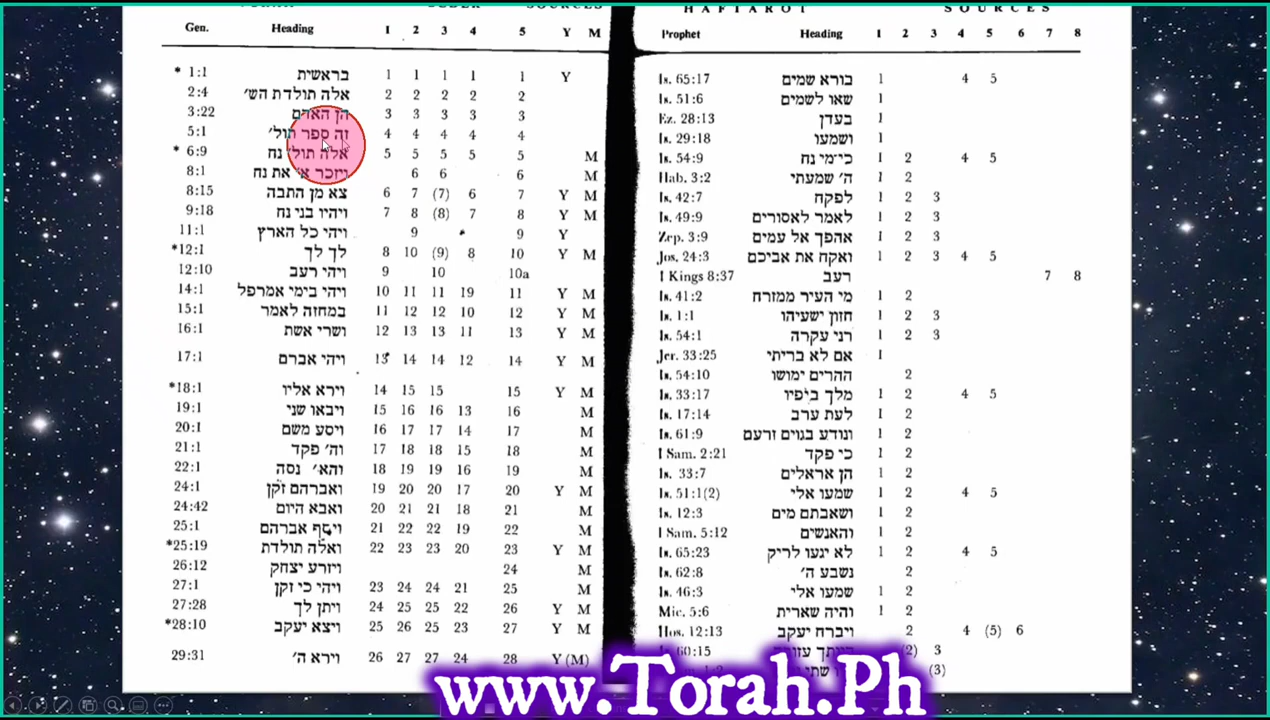 Gen. Heading 1 2 3 4 5 Y M
* 1:1 בראשית 1 1 1 1 1 Y
2:4 אלה תולדת הש׳ 2 2 2 2 2
3:22 הן האדם 3 3 3 3 3
5:1 זה ספר תול׳ 4 4 4 4 4
* 6:9 אלה תול׳ נח 5 5 5 5 5 M
8:1 ויזכר א׳ את נח 6 6 6 M
8:15 צא מן התבה 6 7 (7) 6 7 Y M
9:18 ויהיו בני נח 7 8 (8) 7 8 Y M
11:1 ויהי כל הארץ 9 * 9 Y
*12:1 לך לך 8 10 (9) 8 10 Y M
12:10 ויהי רעב 9 10 10a
14:1 ויהי בימי אמרפל 10 11 11 19 11 Y M
15:1 במחזה לאמר 11 12 12 10 12 Y M
16:1 ושרי אשת 12 13 13 11 13 Y M
17:1 ויהי אברם 13 14 14 12 14 Y M
*18:1 וירא אליו 14 15 15 15 Y M
19:1 ויבאו שני 15 16 16 13 16 M
20:1 ויסע משם 16 17 17 14 17 M
21:1 וה׳ פקד 17 18 18 15 18 M
22:1 והא׳ נסה 18 19 19 16 19 M
24:1 ואברהם זקן 19 20 20 17 20 Y M
24:42 ואבא היום 20 21 21 18 21 M
25:1 ויסף אברהם 21 22 22 19 22 M
*25:19 ואלה תולדת 22 23 23 20 23 Y M
26:12 ויזרע יצחק 24 M
27:1 ויהי כי זקן 23 24 24 21 25 M
27:28 ויתן לך 24 25 25 22 26 Y M
*28:10 ויצא יעקב 25 26 25 23 27 Y M
29:31 וירא ה׳ 26 27 27 24 28 Y (M)
HAFTAROT SOURCES
Prophet Heading 1 2 3 4 5 6 7 8
Is. 65:17 בורא שמים 1 4 5
Is. 51:6 שאו לשמים 1
Ez. 28:13 בעדן 1
Is. 29:18 ושמעו 1
Is. 54:9 כי־מי נח 1 2 4 5
Hab. 3:2 ה׳ שמעתי 1 2
Is. 42:7 לפקח 1 2 3
Is. 49:9 לאמר לאסורים 1 2 3
Zep. 3:9 אהפך אל עמים 1 2 3
Jos. 24:3 ואקח את אביכם 1 2 3 4 5
I Kings 8:37 רעב 7 8
Is. 41:2 מי העיר ממזרח 1 2
Is. 1:1 חזון ישעיהו 1 2 3
Is. 54:1 רני עקרה 1 2 3
Jer. 33:25 אם לא בריתי 1
Is. 54:10 ההרים ימושו 2
Is. 33:17 מלך ביפיו 1 2 4 5
Is. 17:14 לעת ערב 1 2
Is. 61:9 ונודע בגוים זרעם 1 2
I Sam. 2:21 כי פקד 1 2
Is. 33:7 הן אראלים 1 2
Is. 51:1(2) שמעו אלי 1 2 4 5
Is. 12:3 ושאבתם מים 1 2
I Sam. 5:12 והאנשים 1 2
Is. 65:23 לא יגעו לריק 1 2 4 5
Is. 62:8 נשבע ה׳ 2
Is. 46:3 שמעו אלי 1 2
Mic. 5:6 והיה שארית 1 2
Hos. 12:13 ויברח יעקב 2 4 (5) 6
60:15 (2) 3
(3)
www.Torah.Ph